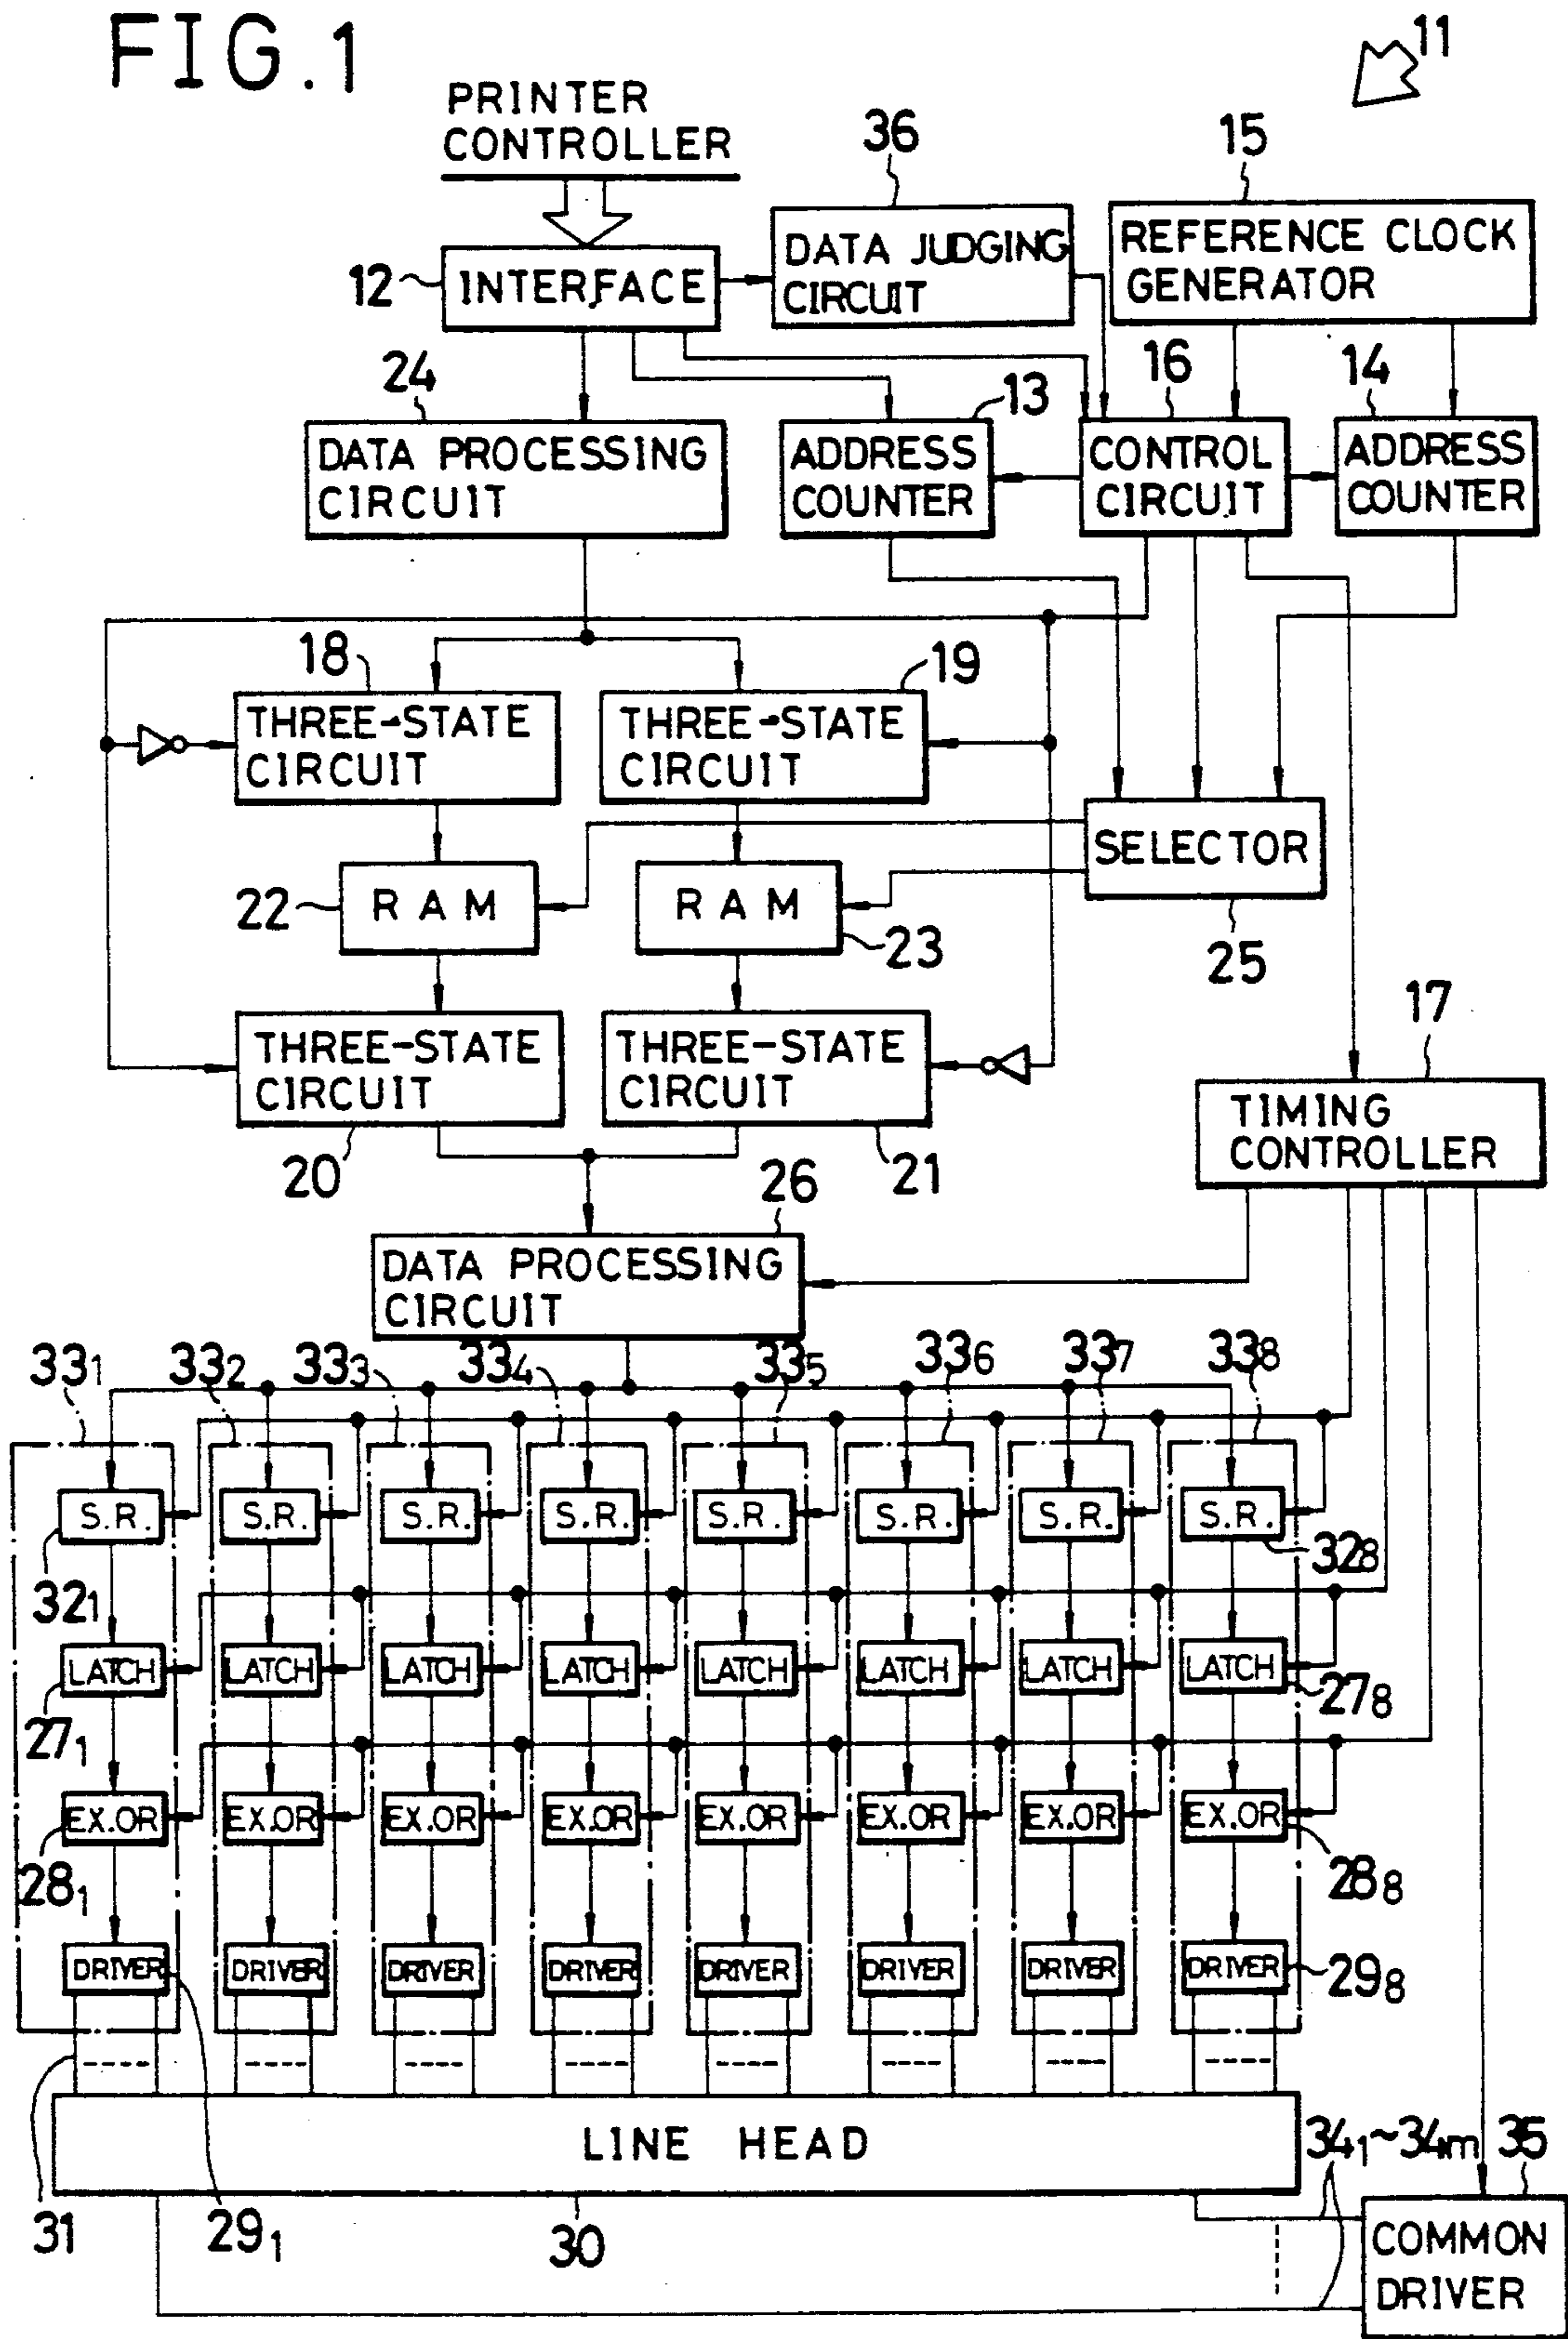 FIG.1
11
PRINTER
CONTROLLER
36
15
12
INTERFACE
DATA JUDGING
CIRCUIT
REFERENCE CLOCK
GENERATOR
24
13
16
14
DATA PROCESSING
CIRCUIT
ADDRESS
COUNTER
CONTROL
CIRCUIT
ADDRESS
COUNTER
18
19
THREE-STATE
CIRCUIT
THREE-STATE
CIRCUIT
SELECTOR
22
RAM
RAM
23
25
17
THREE-STATE
CIRCUIT
THREE-STATE
CIRCUIT
TIMING
CONTROLLER
20
26
21
DATA PROCESSING
CIRCUIT
33₁
33₂
33₃
33₄
33₅
33₆
33₇
33₈
S.R.
S.R.
S.R.
S.R.
S.R.
S.R.
S.R.
S.R.
32₁
32₈
LATCH
LATCH
LATCH
LATCH
LATCH
LATCH
LATCH
LATCH
27₁
27₈
EX.OR
EX.OR
EX.OR
EX.OR
EX.OR
EX.OR
EX.OR
EX.OR
28₁
28₈
DRIVER
DRIVER
DRIVER
DRIVER
DRIVER
DRIVER
DRIVER
DRIVER
29₈
LINE HEAD
34₁~34m
35
31
29₁
30
COMMON
DRIVER